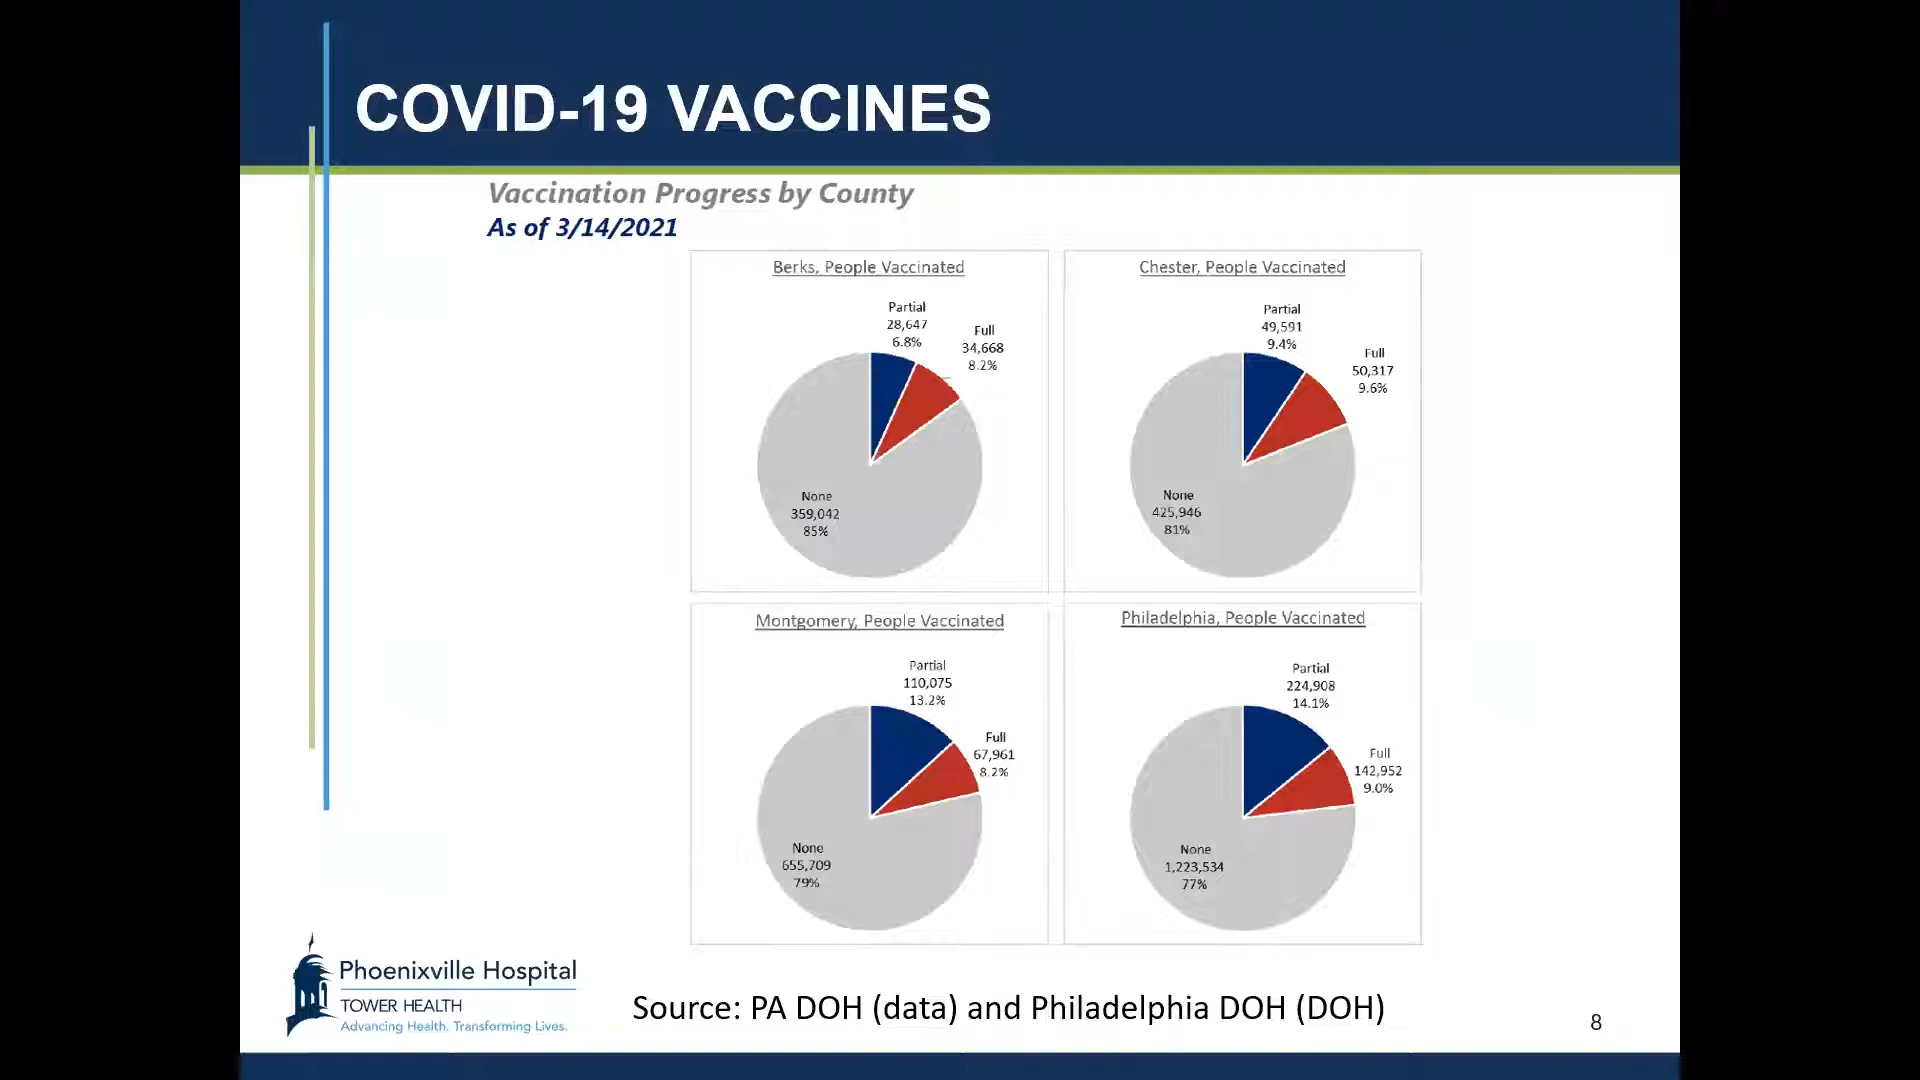 COVID-19 VACCINES
Vaccination Progress by County
As of 3/14/2021
Berks, People Vaccinated
Partial
28,647
6.8%
Full
34,668
8.2%
None
359,042
85%
Chester, People Vaccinated
Partial
49,591
9.4%
Full
50,317
9.6%
None
425,946
81%
Montgomery, People Vaccinated
Partial
110,075
13.2%
Full
67,961
8.2%
None
655,709
79%
Philadelphia, People Vaccinated
Partial
224,908
14.1%
Full
142,952
9.0%
None
1,223,534
77%
Phoenixville Hospital
TOWER HEALTH
Advancing Health. Transforming Lives.
Source: PA DOH (data) and Philadelphia DOH (DOH)
8